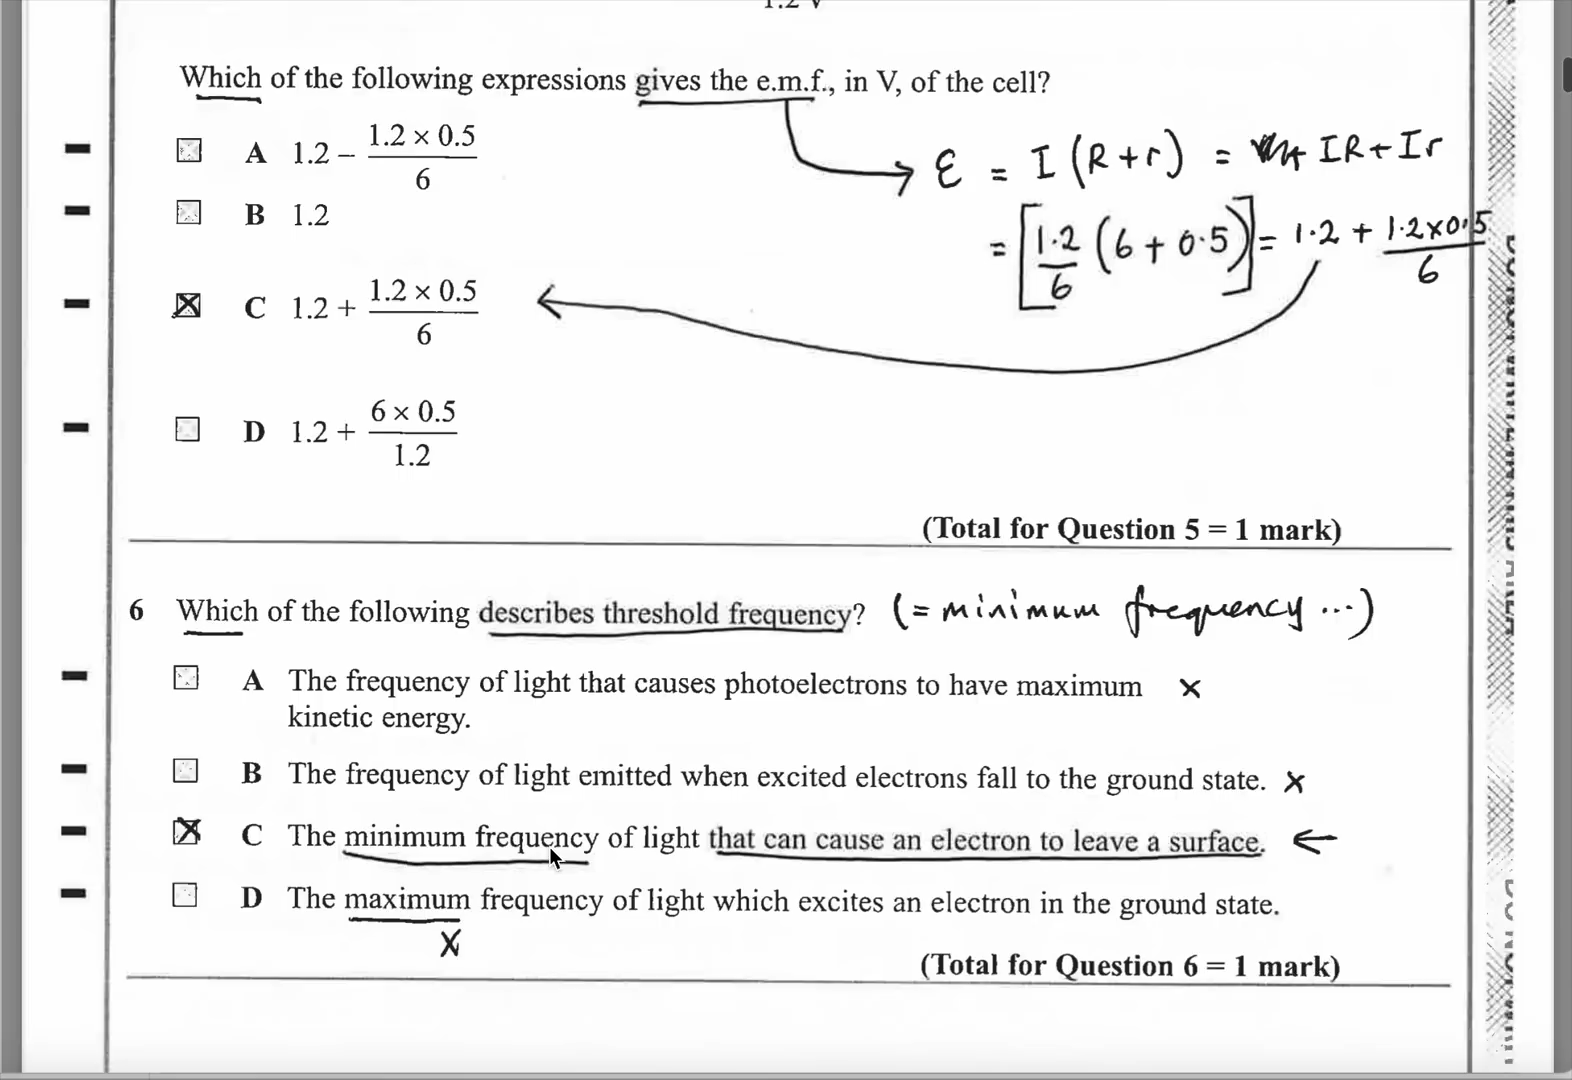 1.2 V
Which of the following expressions gives the e.m.f., in V, of the cell?
A 1.2 – 1.2 × 0.5 / 6
ε = I (R + r) = IR + Ir
B 1.2
= [1.2 / 6 (6 + 0.5)] = 1.2 + 1.2×0.5 / 6
C 1.2 + 1.2 × 0.5 / 6
D 1.2 + 6 × 0.5 / 1.2
(Total for Question 5 = 1 mark)
6 Which of the following describes threshold frequency? (= minimum frequency ...)
A The frequency of light that causes photoelectrons to have maximum x
kinetic energy.
B The frequency of light emitted when excited electrons fall to the ground state. x
C The minimum frequency of light that can cause an electron to leave a surface. ←
D The maximum frequency of light which excites an electron in the ground state.
x
(Total for Question 6 = 1 mark)